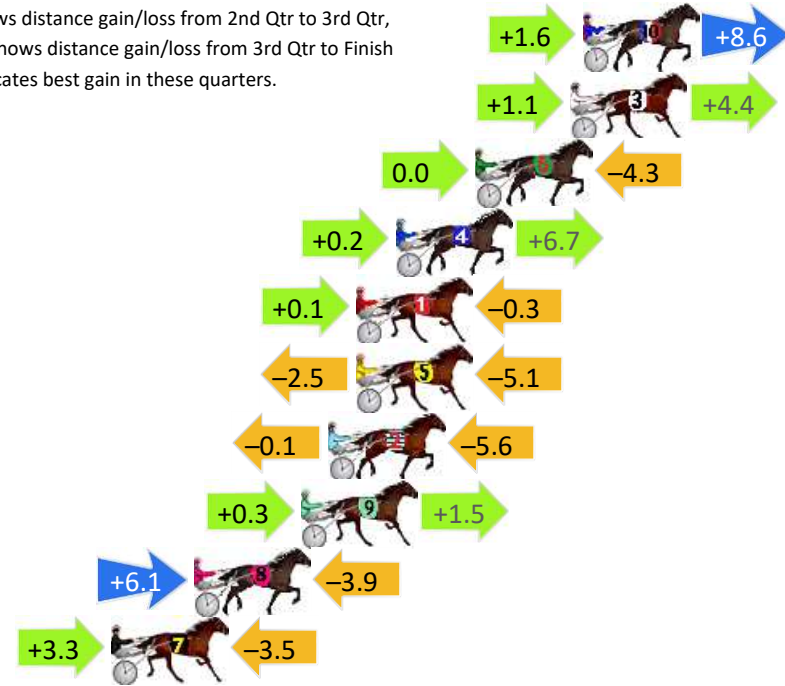 ws distance gain/loss from 2nd Qtr to 3rd Qtr,
hows distance gain/loss from 3rd Qtr to Finish
cates best gain in these quarters.
+1.6 10 +8.6
+1.1 3 +4.4
0.0 6 –4.3
+0.2 4 +6.7
+0.1 1 –0.3
–2.5 5 –5.1
–0.1 2 –5.6
+0.3 9 +1.5
+6.1 8 –3.9
+3.3 7 –3.5